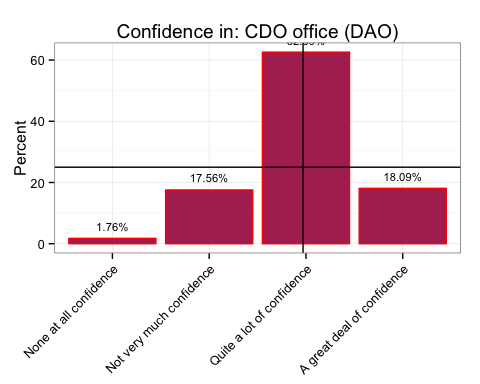 Confidence in: CDO office (DAO)
Percent
60
40
20
0
1.76%
17.56%
18.09%
None at all confidence
Not very much confidence
Quite a lot of confidence
A great deal of confidence